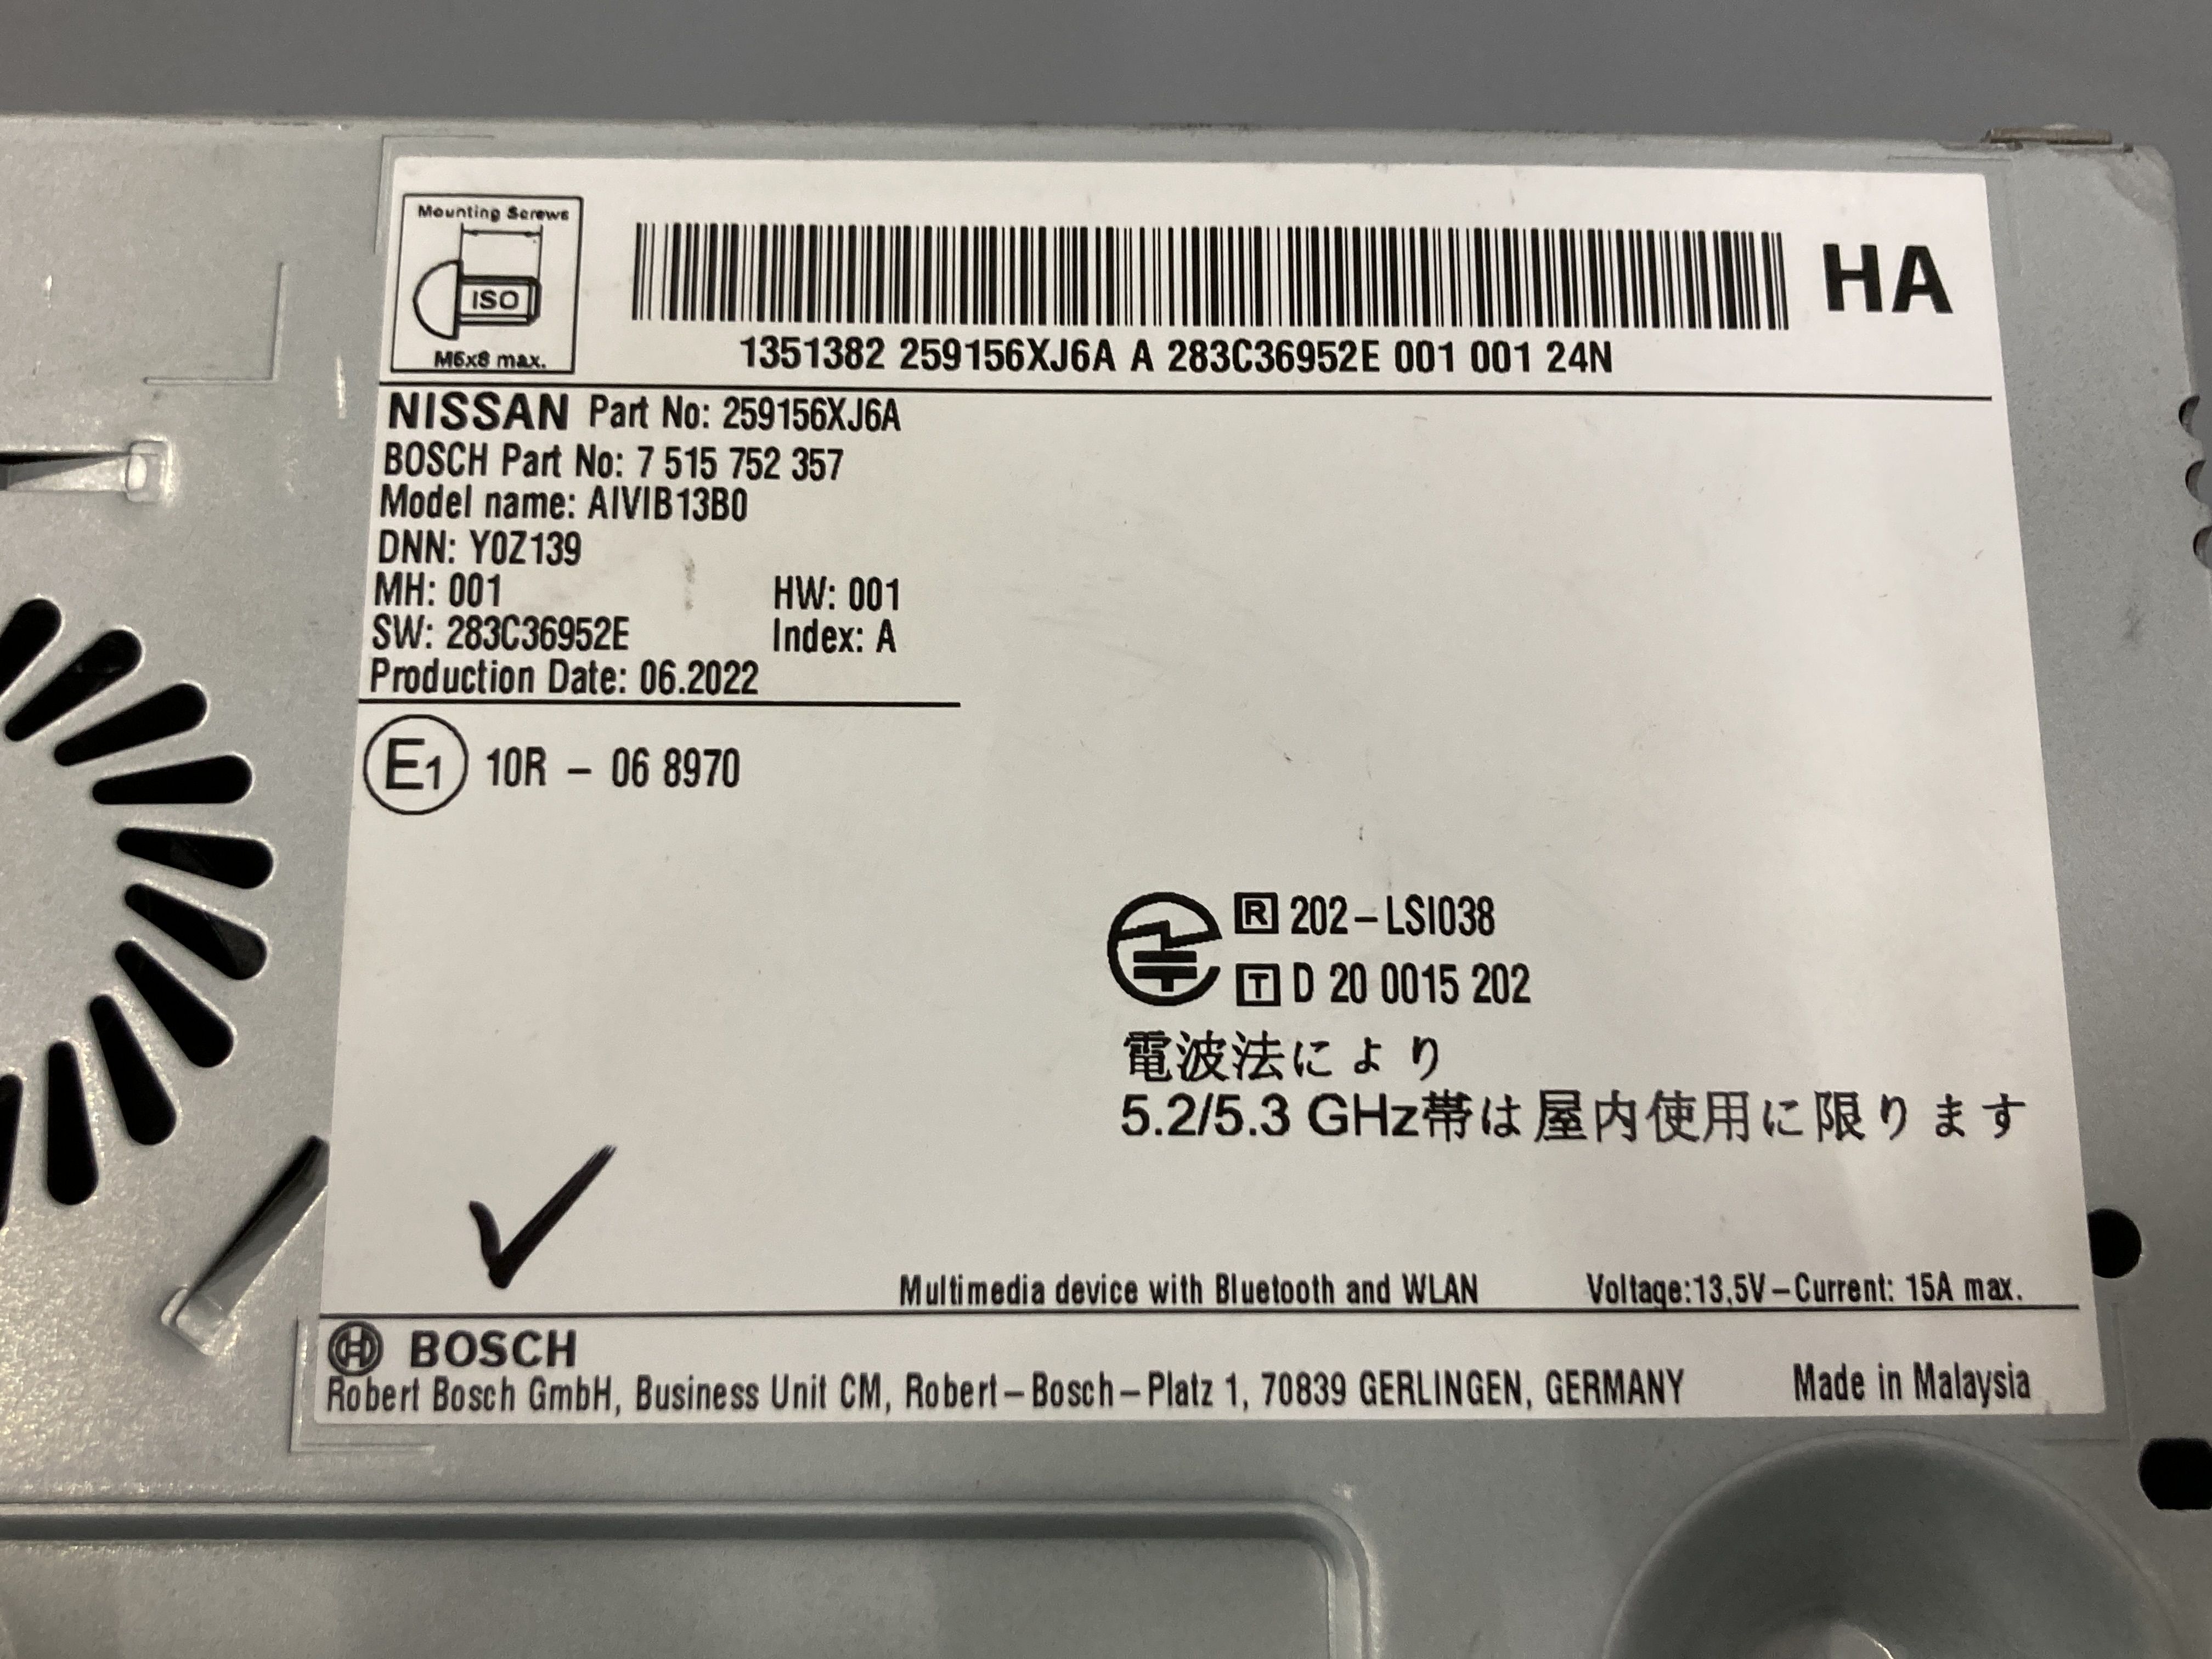 Mounting Screws
ISO
M6x8 max.
HA
1351382 259156XJ6A A 283C36952E 001 001 24N
NISSAN Part No: 259156XJ6A
BOSCH Part No: 7 515 752 357
Model name: AIVIB13B0
DNN: Y0Z139
MH: 001 HW: 001
SW: 283C36952E Index: A
Production Date: 06.2022
E1 10R – 06 8970
R 202–LSI038
T D 20 0015 202
電波法により
5.2/5.3 GHz帯は屋内使用に限ります
Multimedia device with Bluetooth and WLAN Voltage:13,5V–Current: 15A max.
BOSCH
Robert Bosch GmbH, Business Unit CM, Robert–Bosch–Platz 1, 70839 GERLINGEN, GERMANY Made in Malaysia